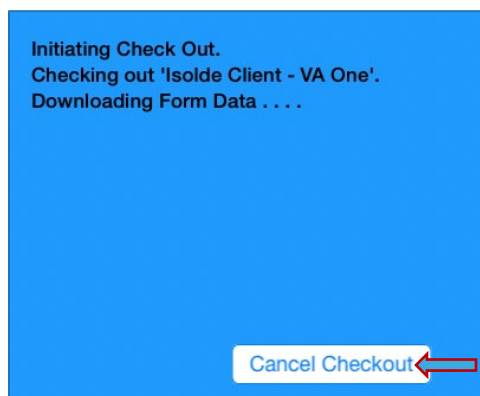 Initiating Check Out.
Checking out 'Isolde Client - VA One'.
Downloading Form Data . . . .
Cancel Checkout